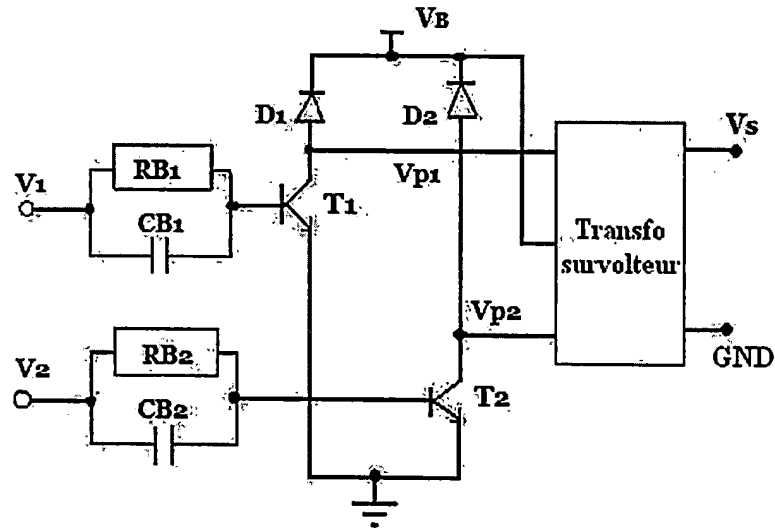 VB
D1
D2
RB1
V1
Vp1
T1
Vs
CB1
Transfo
survolteur
Vp2
RB2
GND
V2
CB2
T2